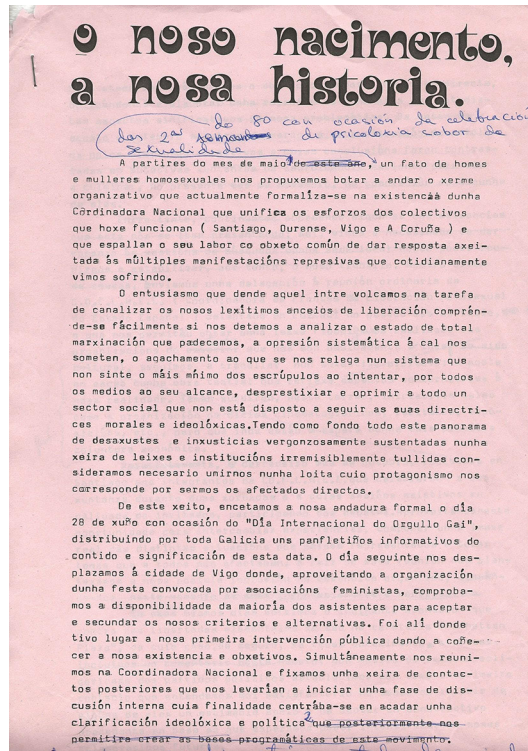 o noso nacimento,
a nosa historia.
do 80 con ocasión da celebración
das 2as semanas de psicoloxia sobor da
sexualidade
A partires do mes de maio de este ano, un fato de homes
e mulleres homosexuales nos propuxemos botar a andar o xerme
organizativo que actualmente formaliza-se na existencia dunha
Cordinadora Nacional que unifica os esforzos dos colectivos
que hoxe funcionan ( Santiago, Ourense, Vigo e A Coruña ) e
que espallan o seu labor co obxeto común de dar resposta axei-
tada ás múltiples manifestacións represivas que cotidianamente
vimos sofrindo.
O entusiasmo que dende aquel intre volcamos na tarefa
de canalizar os nosos lexítimos anceios de liberación comprén-
de-se fácilmente si nos detemos a analizar o estado de total
marxinación que padecemos, a opresión sistemática á cal nos
someten, o agachamento ao que se nos relega nun sistema que
non sinte o máis mínimo dos escrúpulos ao intentar, por todos
os medios ao seu alcance, desprestixiar e oprimir a todo un
sector social que non está disposto a seguir as suas directri-
ces morales e ideolóxicas.Tendo como fondo todo este panorama
de desaxustes e inxusticias vergonzosamente sustentadas nunha
xeira de leixes e institucións irremisiblemente tullidas con-
sideramos necesario unirnos nunha loita cuio protagonismo nos
corresponde por sermos os afectados directos.
De este xeito, encetamos a nosa andadura formal o día
28 de xuño con ocasión do "Día Internacional do Orgullo Gai",
distribuindo por toda Galicia uns panfletiños informativos do
contido e significación de esta data. O día seguinte nos des-
plazamos á cidade de Vigo donde, aproveitando a organización
dunha festa convocada por asociacións feministas, comproba-
mos a disponibilidade da maioría dos asistentes para aceptar
e secundar os nosos criterios e alternativas. Foi alí donde
tivo lugar a nosa primeira intervención pública dando a coñe-
cer a nosa existencia e obxetivos. Simultáneamente nos reuni-
mos na Coordinadora Nacional e fixamos unha xeira de contac-
tos posteriores que nos levarían a iniciar unha fase de dis-
cusión interna cuia finalidade centrába-se en acadar unha
clarificación ideolóxica e política que posteriormente nos
permitira crear as bases programáticas de este movimento.